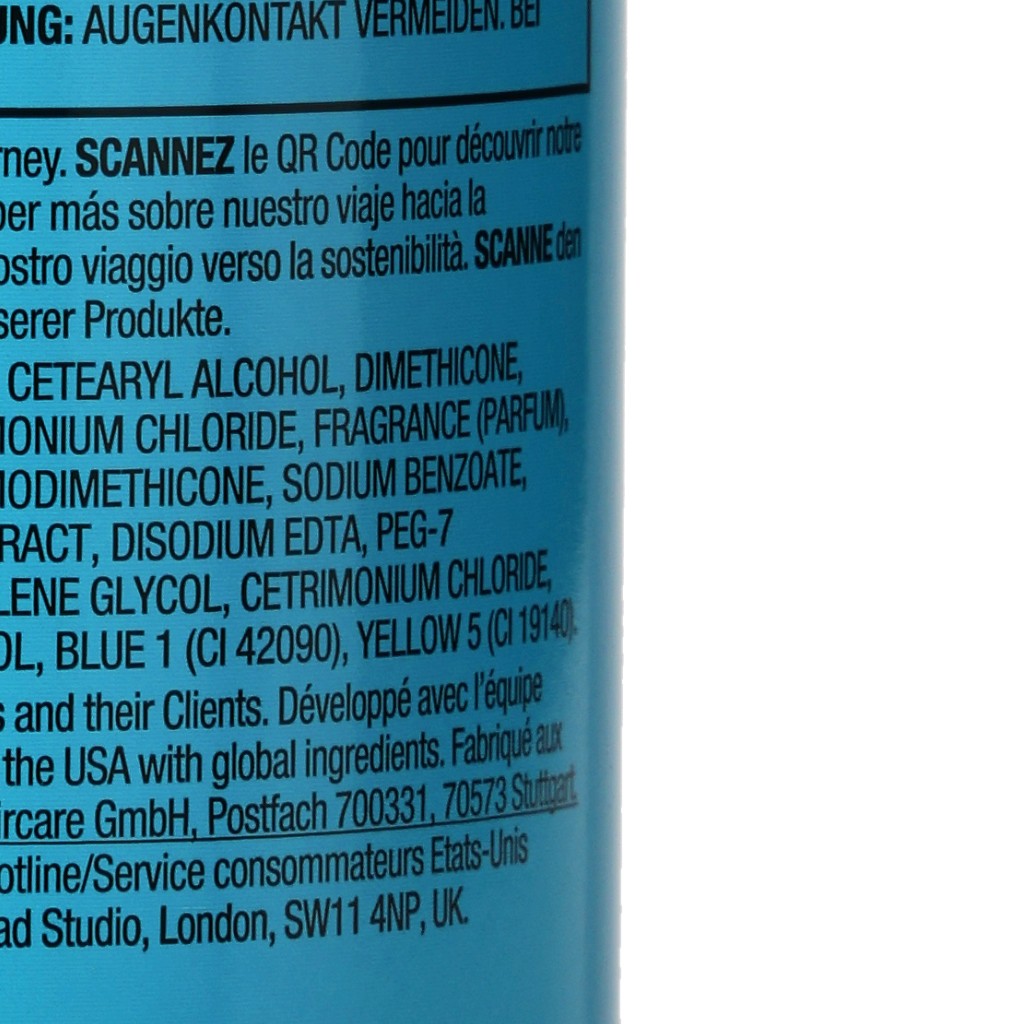 UNG: AUGENKONTAKT VERMEIDEN. BEI
rney. SCANNEZ le QR Code pour découvrir notre
per más sobre nuestro viaje hacia la
ostro viaggio verso la sostenibilità. SCANNE den
serer Produkte.
CETEARYL ALCOHOL, DIMETHICONE,
MONIUM CHLORIDE, FRAGRANCE (PARFUM),
MODIMETHICONE, SODIUM BENZOATE,
RACT, DISODIUM EDTA, PEG-7
LENE GLYCOL, CETRIMONIUM CHLORIDE,
OL, BLUE 1 (CI 42090), YELLOW 5 (CI 19140).
s and their Clients. Développé avec l'équipe
the USA with global ingredients. Fabriqué aux
ircare GmbH, Postfach 700331, 70573 Stuttgart.
otline/Service consommateurs Etats-Unis
ad Studio, London, SW11 4NP, UK.